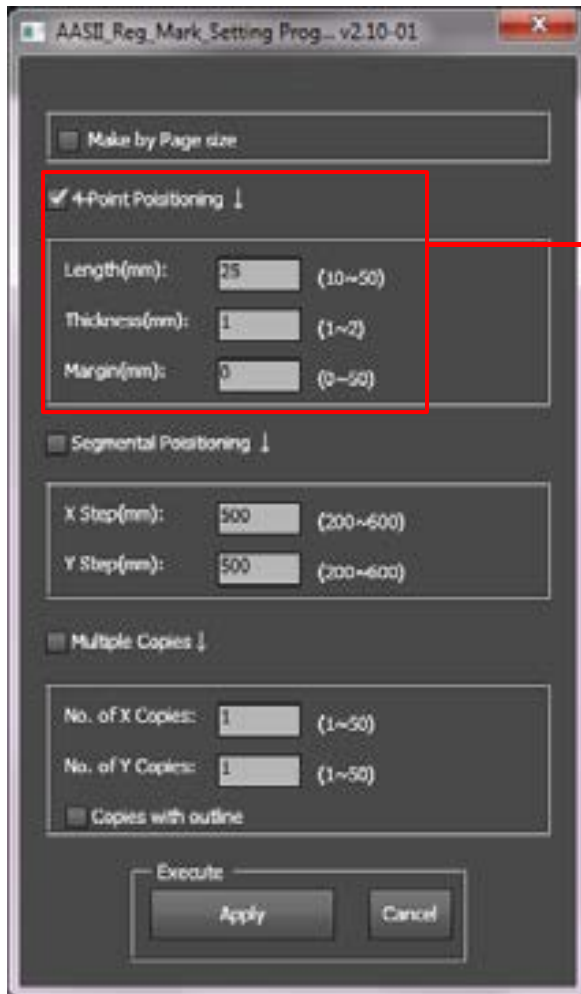 AASII_Reg_Mark_Setting Prog... v2.10-01
Make by Page size
4-Point Poisitioning ↓
Length(mm): 25 (10~50)
Thickness(mm): 1 (1~2)
Margin(mm): 0 (0~50)
Segmental Poisitioning ↓
X Step(mm): 500 (200~600)
Y Step(mm): 500 (200~600)
Multiple Copies ↓
No. of X Copies: 1 (1~50)
No. of Y Copies: 1 (1~50)
Copies with outline
Execute
Apply Cancel